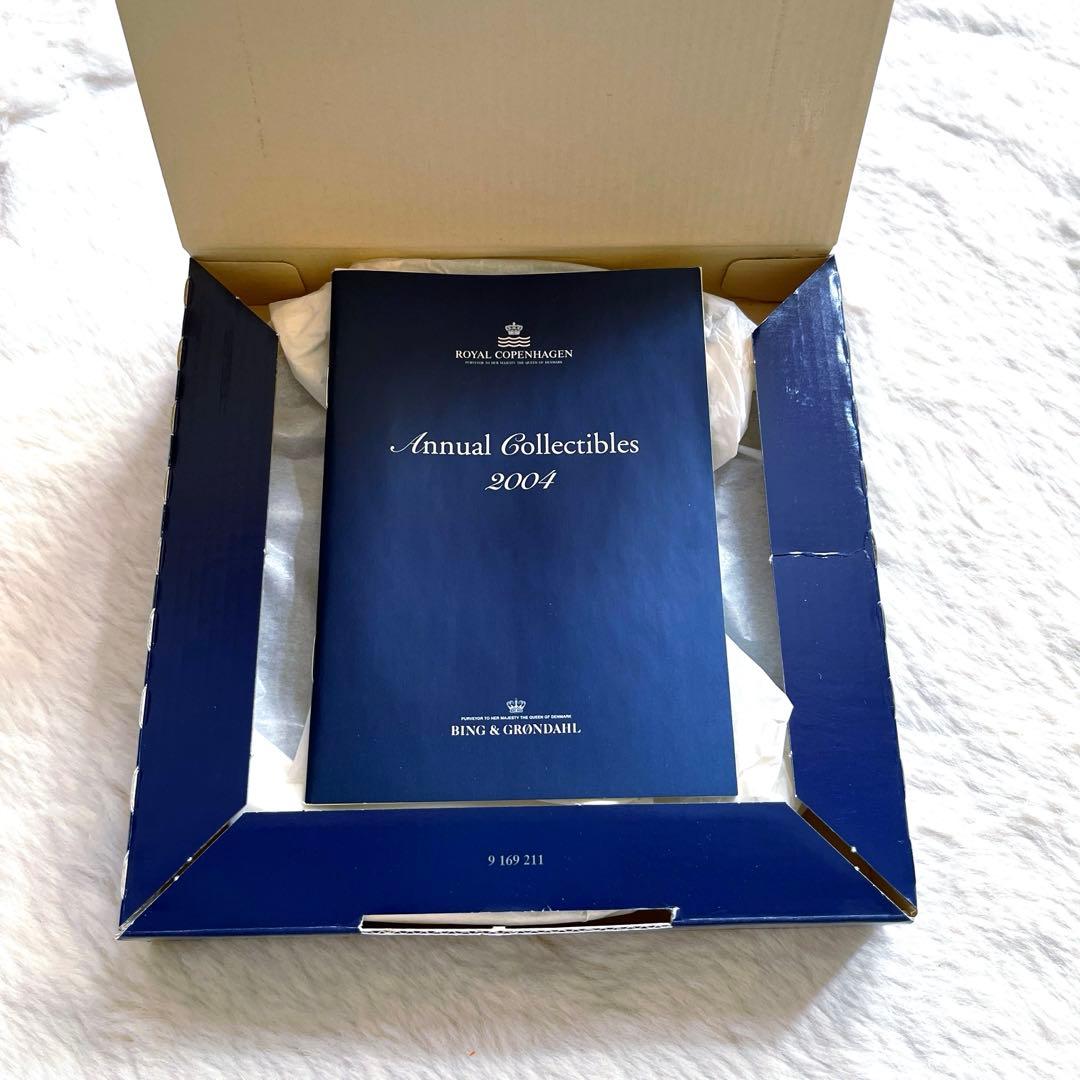 ROYAL COPENHAGEN
PURVEYOR TO HER MAJESTY THE QUEEN OF DENMARK
Annual Collectibles
2004
PURVEYOR TO HER MAJESTY THE QUEEN OF DENMARK
BING & GRØNDAHL
9 169 211